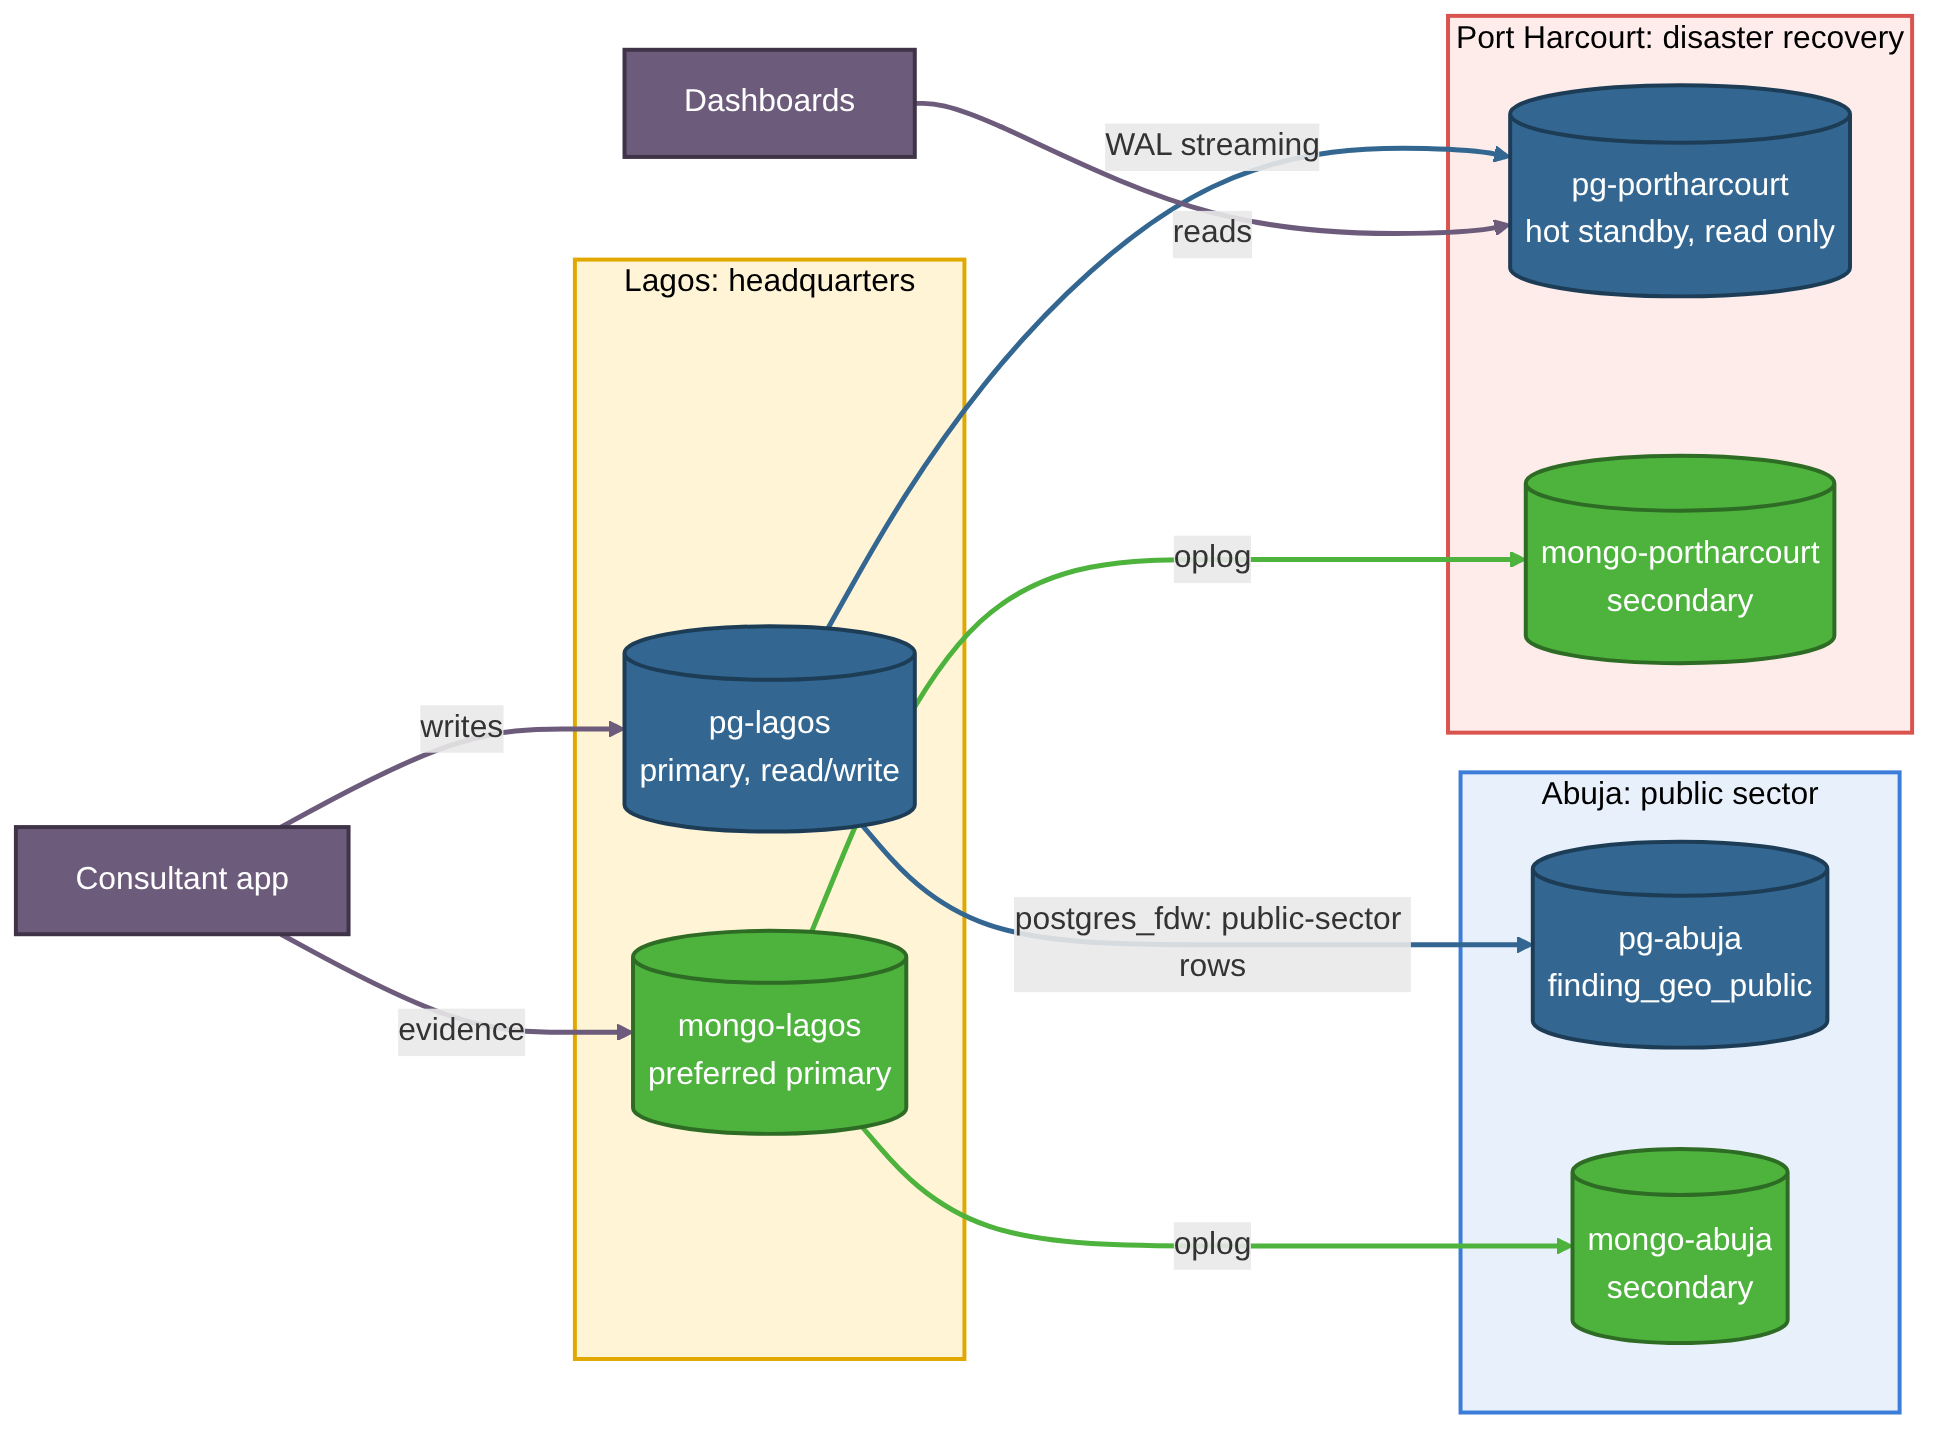 Dashboards
Port Harcourt: disaster recovery
WAL streaming
reads
pg-portharcourt
hot standby, read only
Lagos: headquarters
oplog
mongo-portharcourt
secondary
writes
pg-lagos
primary, read/write
Consultant app
Abuja: public sector
postgres_fdw: public-sector
rows
pg-abuja
finding_geo_public
evidence
mongo-lagos
preferred primary
oplog
mongo-abuja
secondary